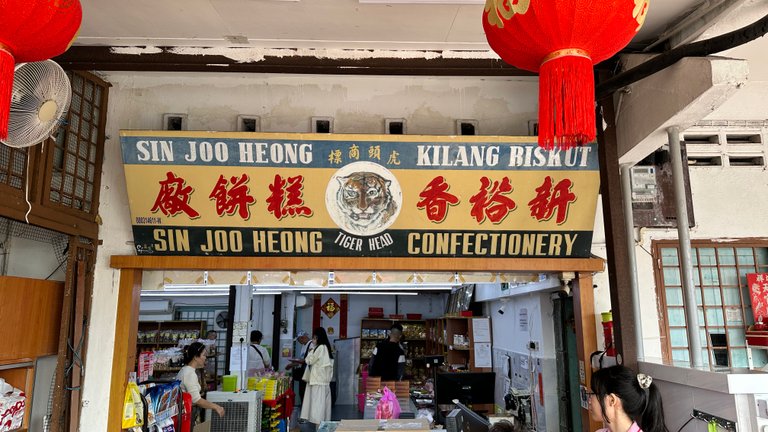 SIN JOO HEONG 標商頭虎 KILANG BISKUT
廠餅糕 香裕新
TIGER HEAD
SIN JOO HEONG CONFECTIONERY
福